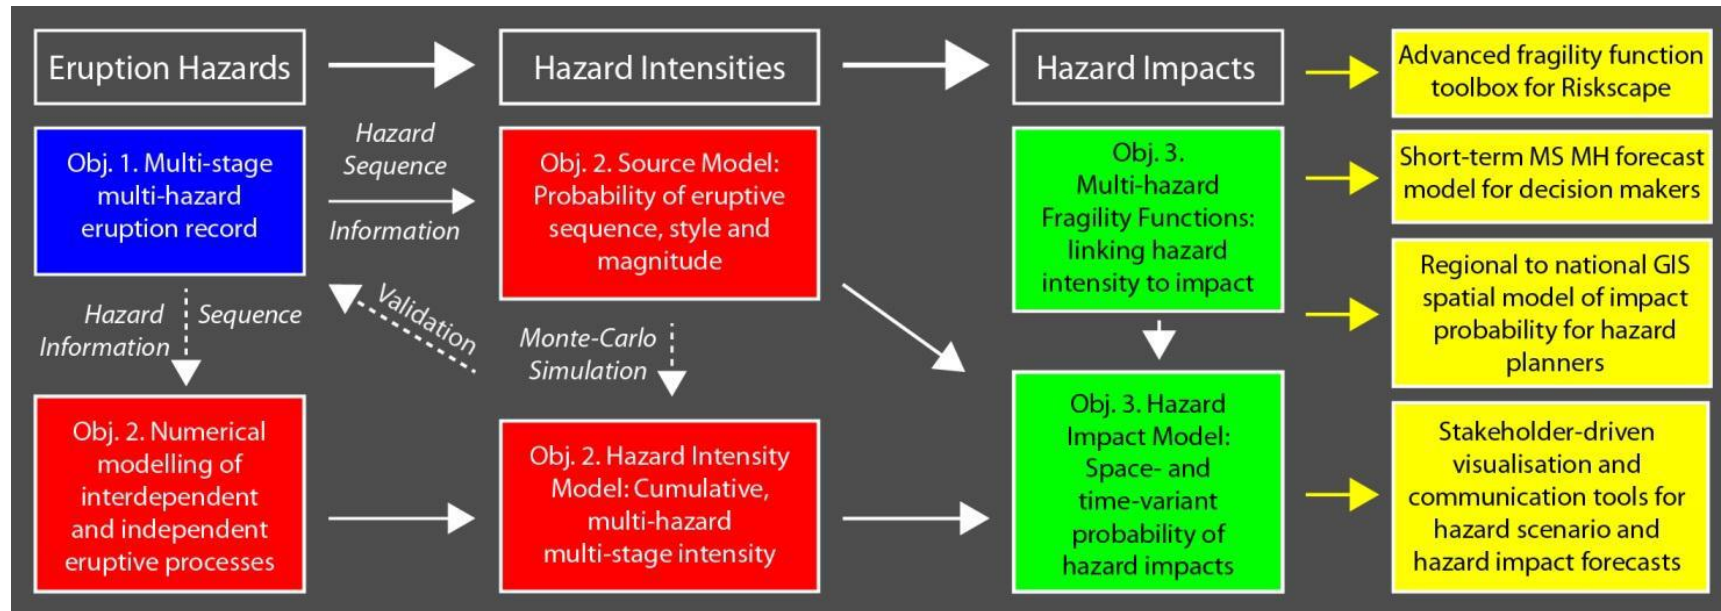 Eruption Hazards
Hazard Intensities
Hazard Impacts
Advanced fragility function
toolbox for Riskscape
Obj. 1. Multi-stage
multi-hazard
eruption record
Hazard
Sequence
Information
Obj. 2. Source Model:
Probability of eruptive
sequence, style and
magnitude
Obj. 3.
Multi-hazard
Fragility Functions:
linking hazard
intensity to impact
Short-term MS MH forecast
model for decision makers
Regional to national GIS
spatial model of impact
probability for hazard
planners
Hazard
Information
Sequence
Validation
Monte-Carlo
Simulation
Obj. 2. Numerical
modelling of
interdependent
and independent
eruptive processes
Obj. 2. Hazard Intensity
Model: Cumulative,
multi-hazard
multi-stage intensity
Obj. 3. Hazard
Impact Model:
Space- and
time-variant
probability of
hazard impacts
Stakeholder-driven
visualisation and
communication tools for
hazard scenario and
hazard impact forecasts